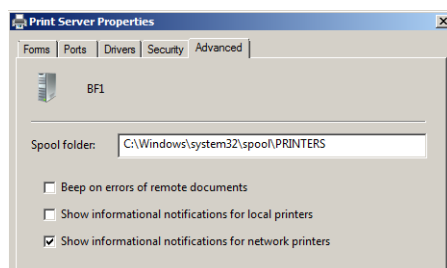 Print Server Properties
Forms Ports Drivers Security Advanced
BF1
Spool folder: C:\Windows\system32\spool\PRINTERS
Beep on errors of remote documents
Show informational notifications for local printers
Show informational notifications for network printers